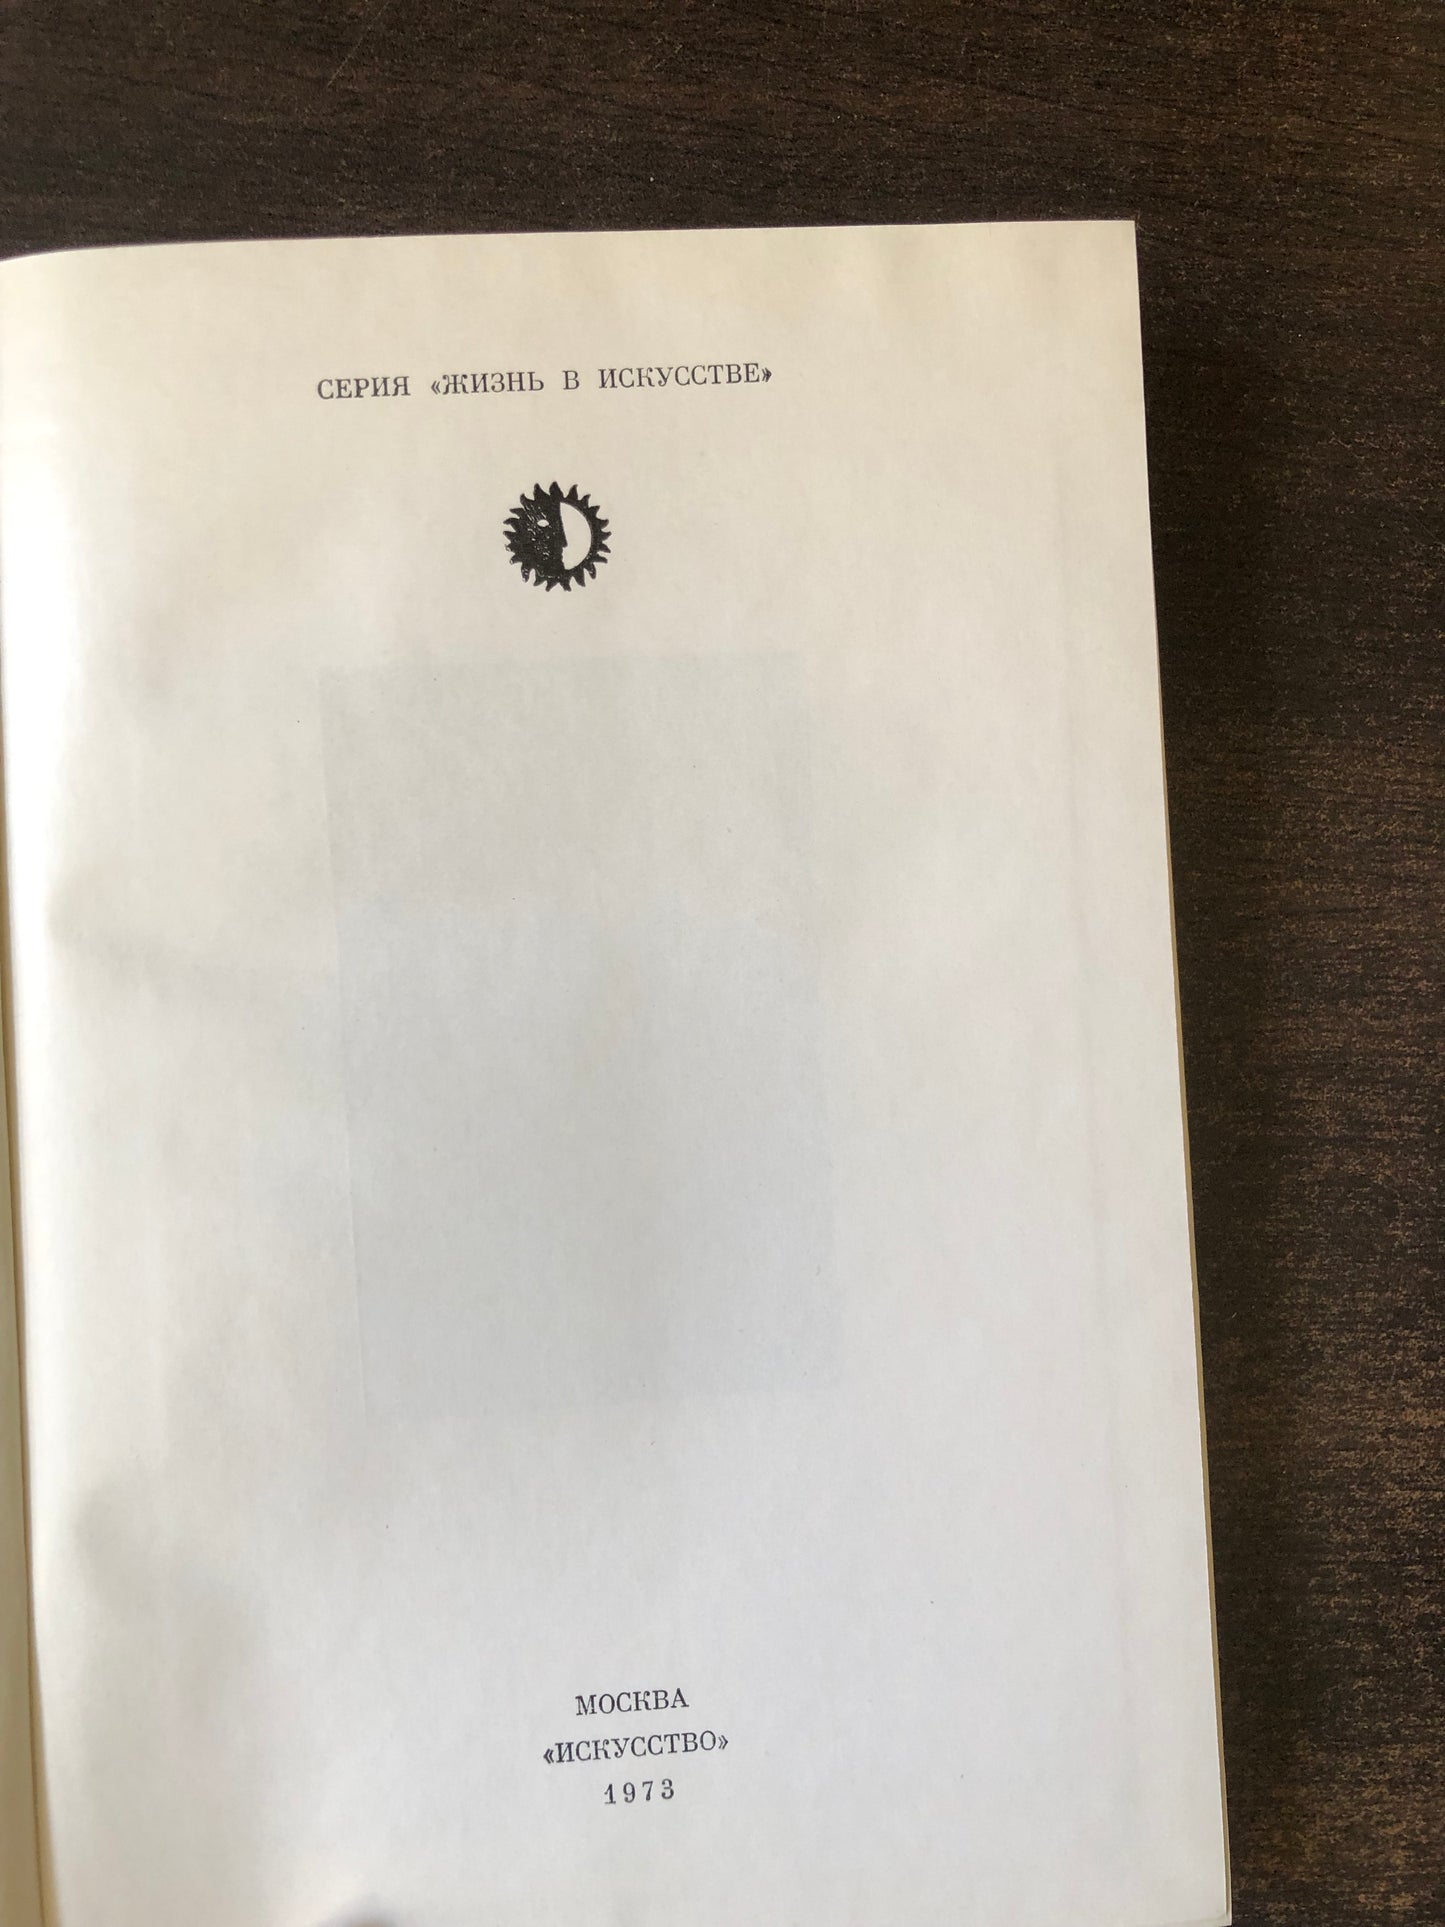 СЕРИЯ «ЖИЗНЬ В ИСКУССТВЕ»
МОСКВА
«ИСКУССТВО»
1973